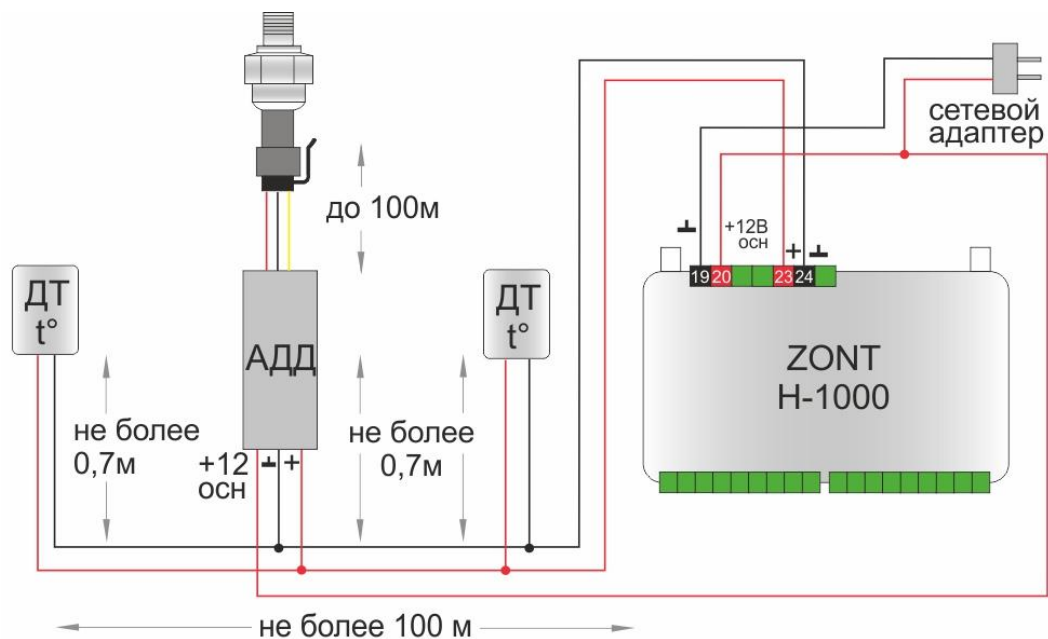 сетевой
адаптер
до 100м
+12В
осн
+
19 20 23 24
ДТ
t°
АДД
ДТ
t°
ZONT
H-1000
не более
0,7м
+12
осн
+
не более
0,7м
не более 100 м